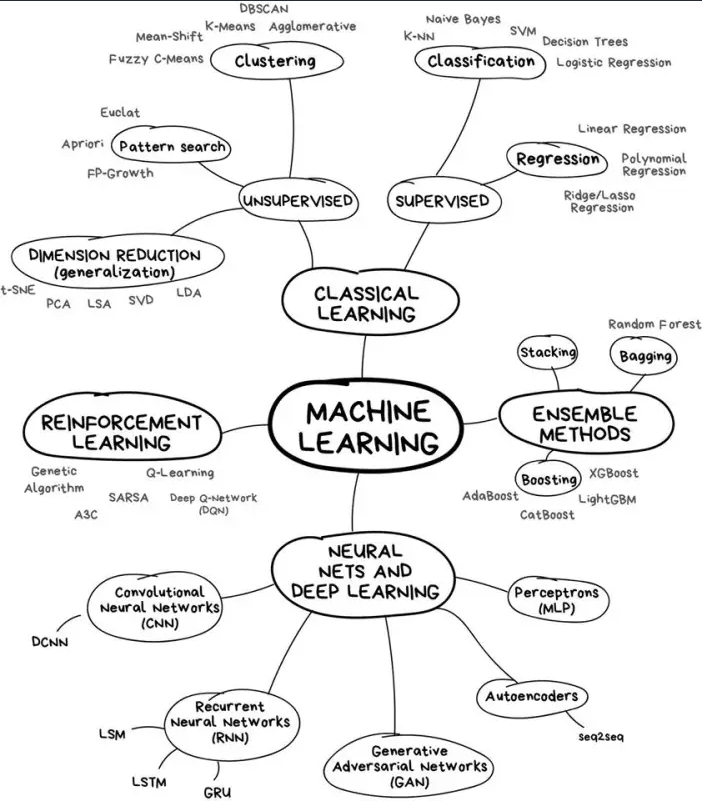 DBSCAN
Naive Bayes
K-Means
Agglomerative
SVM
Mean-Shift
K-NN
Decision Trees
Fuzzy C-Means
Clustering
Classification
Logistic Regression
Euclat
Linear Regression
Apriori
Pattern search
Regression
Polynomial
Regression
FP-Growth
UNSUPERVISED
SUPERVISED
Ridge/Lasso
Regression
DIMENSION REDUCTION
(generalization)
t-SNE
PCA
LSA
SVD
LDA
CLASSICAL
LEARNING
Random Forest
Stacking
Bagging
REINFORCEMENT
LEARNING
MACHINE
LEARNING
ENSEMBLE
METHODS
Genetic
Algorithm
Q-Learning
SARSA
Deep Q-Network
(DQN)
A3C
Boosting
XGBoost
AdaBoost
LightGBM
CatBoost
NEURAL
NETS AND
DEEP LEARNING
Convolutional
Neural Networks
(CNN)
Perceptrons
(MLP)
DCNN
Autoencoders
seq2seq
Recurrent
Neural Networks
(RNN)
LSM
LSTM
GRU
Generative
Adversarial Networks
(GAN)